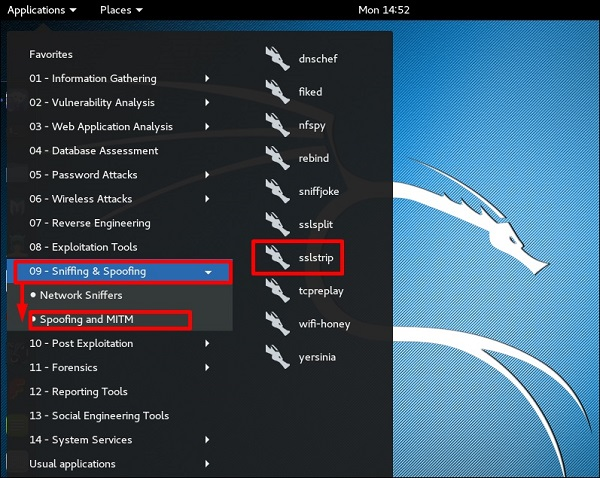 Applications Places Mon 14:52
Favorites
01 - Information Gathering
02 - Vulnerability Analysis
03 - Web Application Analysis
04 - Database Assessment
05 - Password Attacks
06 - Wireless Attacks
07 - Reverse Engineering
08 - Exploitation Tools
09 - Sniffing & Spoofing
Network Sniffers
Spoofing and MITM
10 - Post Exploitation
11 - Forensics
12 - Reporting Tools
13 - Social Engineering Tools
14 - System Services
Usual applications
dnschef
fiked
nfspy
rebind
sniffjoke
sslsplit
sslstrip
tcpreplay
wifi-honey
yersinia